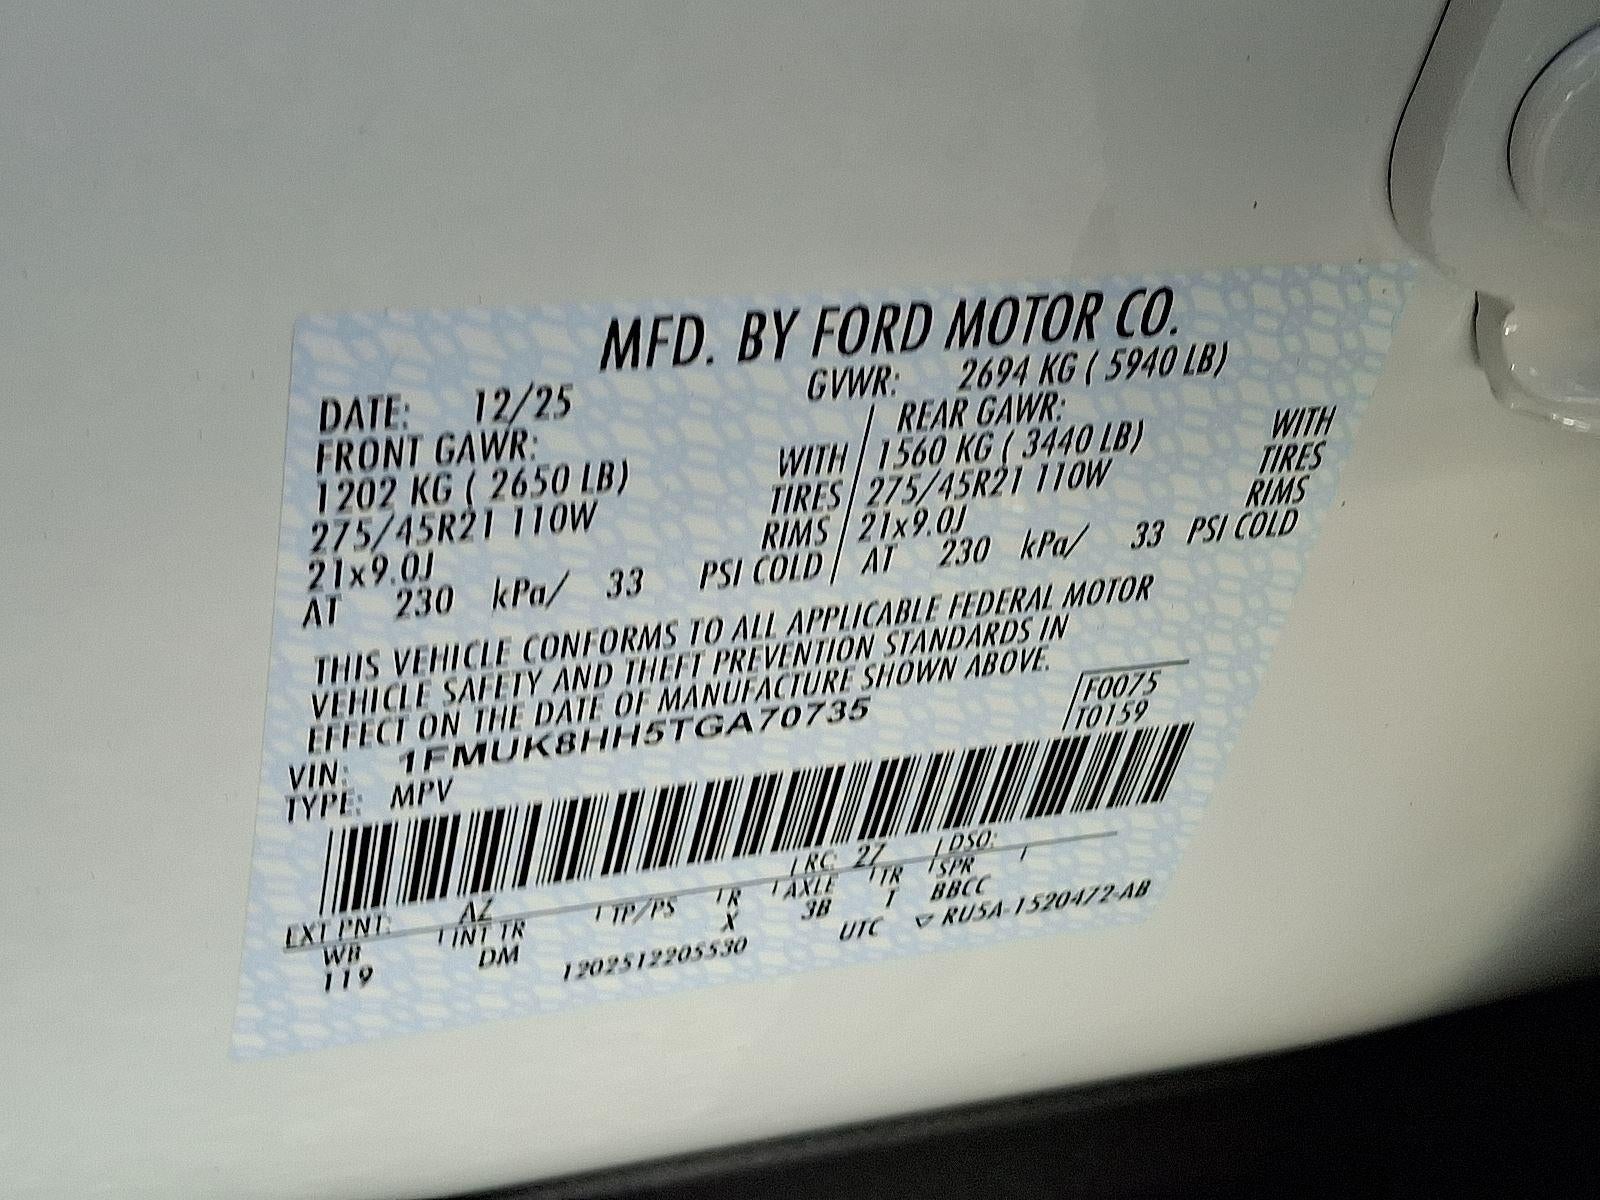 MFD. BY FORD MOTOR CO.
DATE: 12/25 GVWR: 2694 KG ( 5940 LB)
FRONT GAWR: REAR GAWR:
1202 KG ( 2650 LB) WITH 1560 KG ( 3440 LB) WITH
275/45R21 110W TIRES 275/45R21 110W TIRES
21x9.0J RIMS 21x9.0J RIMS
AT 230 kPa/ 33 PSI COLD AT 230 kPa/ 33 PSI COLD
THIS VEHICLE CONFORMS TO ALL APPLICABLE FEDERAL MOTOR
VEHICLE SAFETY AND THEFT PREVENTION STANDARDS IN
EFFECT ON THE DATE OF MANUFACTURE SHOWN ABOVE.
F0075
VIN: 1FMUK8HH5TGA70735 T0159
TYPE: MPV
EXT PNT: AZ RC: 27 DSO:
WB INT TR TP/PS R AXLE TR SPR
119 DM X 3B T BBCC
1202512205530 UTC ▽ RU5A-1520472-AB